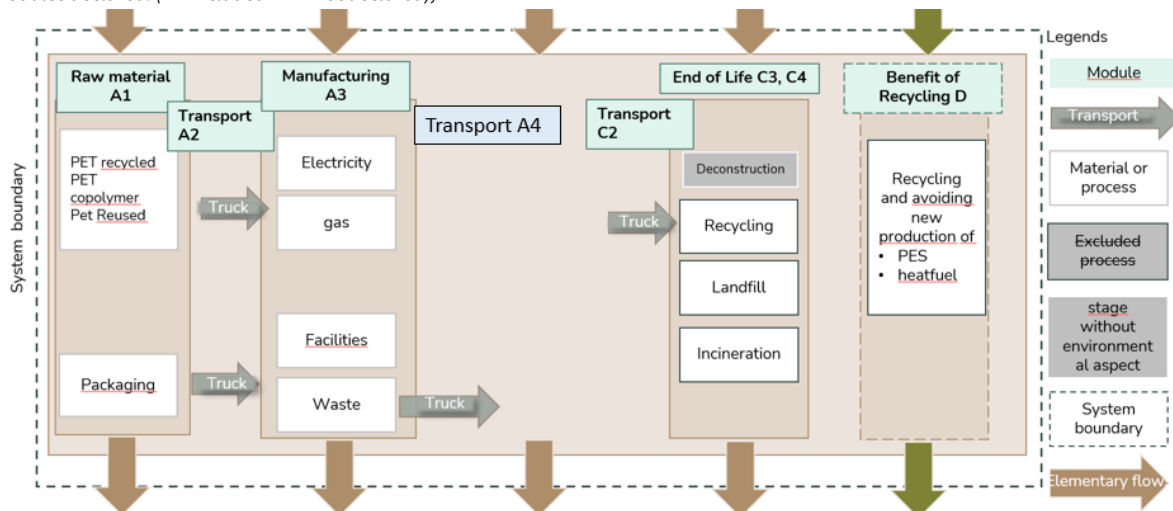 Legends
Raw material
A1
Manufacturing
A3
End of Life C3, C4
Benefit of
Recycling D
Module
Transport
A2
Transport A4
Transport
C2
Transport
PET recycled
PET
copolymer
Pet Reused
Electricity
Deconstruction
Material or
process
Truck
gas
Truck
Recycling
Recycling
and avoiding
new
production of
• PES
• heatfuel
Excluded
process
System boundary
Landfill
Facilities
Incineration
stage
without
environment
al aspect
Packaging
Truck
Waste
Truck
System
boundary
Elementary flow